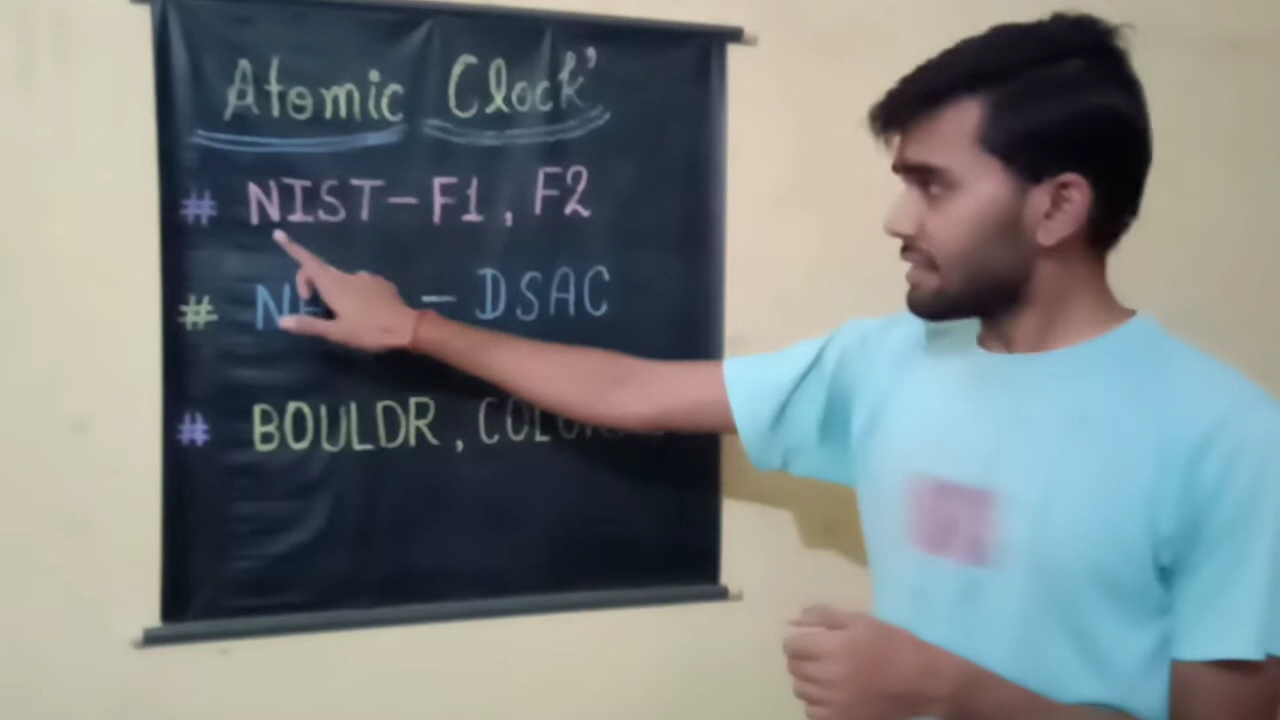 Atomic Clock'
# NIST-F1, F2
# - DSAC
# BOULDR,